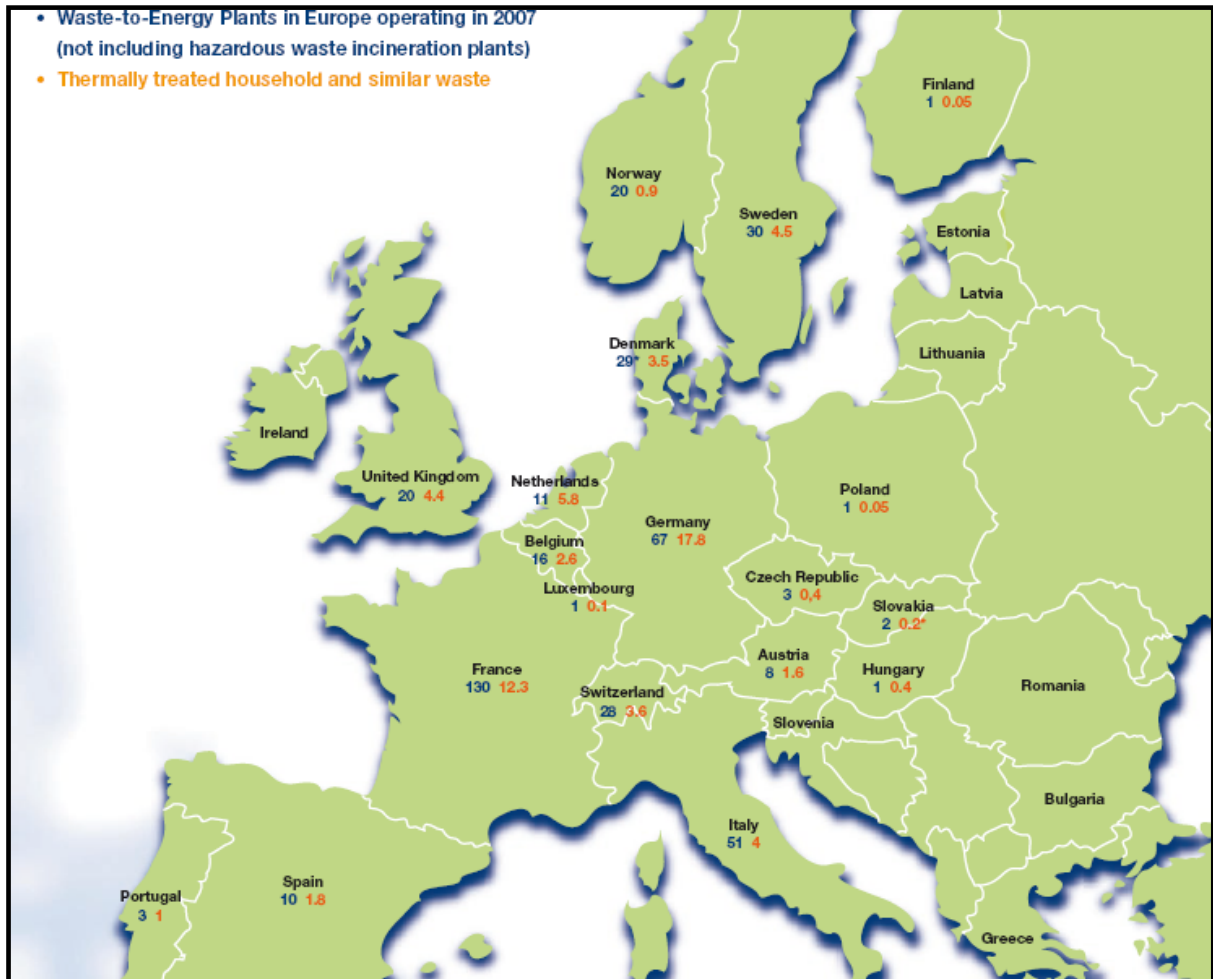 • Waste-to-Energy Plants in Europe operating in 2007
(not including hazardous waste incineration plants)
• Thermally treated household and similar waste
Finland
1 0.05
Norway
20 0.9
Sweden
30 4.5
Estonia
Latvia
Denmark
29* 3.5
Lithuania
Ireland
United Kingdom
20 4.4
Netherlands
11 5.8
Poland
1 0.05
Germany
67 17.8
Belgium
16 2.6
Czech Republic
3 0,4
Luxembourg
1 0.1
Slovakia
2 0.2*
Austria
8 1.6
France
130 12.3
Hungary
1 0.4
Switzerland
28 3.6
Romania
Slovenia
Bulgaria
Italy
51 4
Spain
10 1.8
Portugal
3 1
Greece